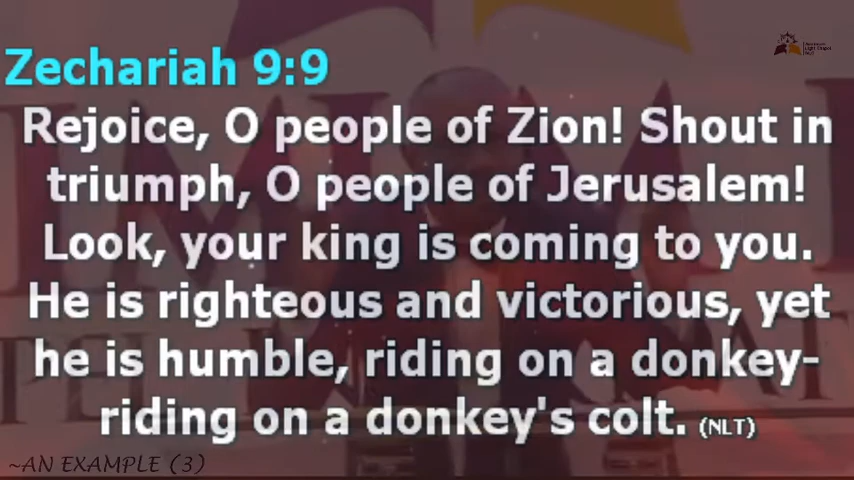 Zechariah 9:9
Rejoice, O people of Zion! Shout in
triumph, O people of Jerusalem!
Look, your king is coming to you.
He is righteous and victorious, yet
he is humble, riding on a donkey-
riding on a donkey's colt. (NLT)
~AN EXAMPLE (3)